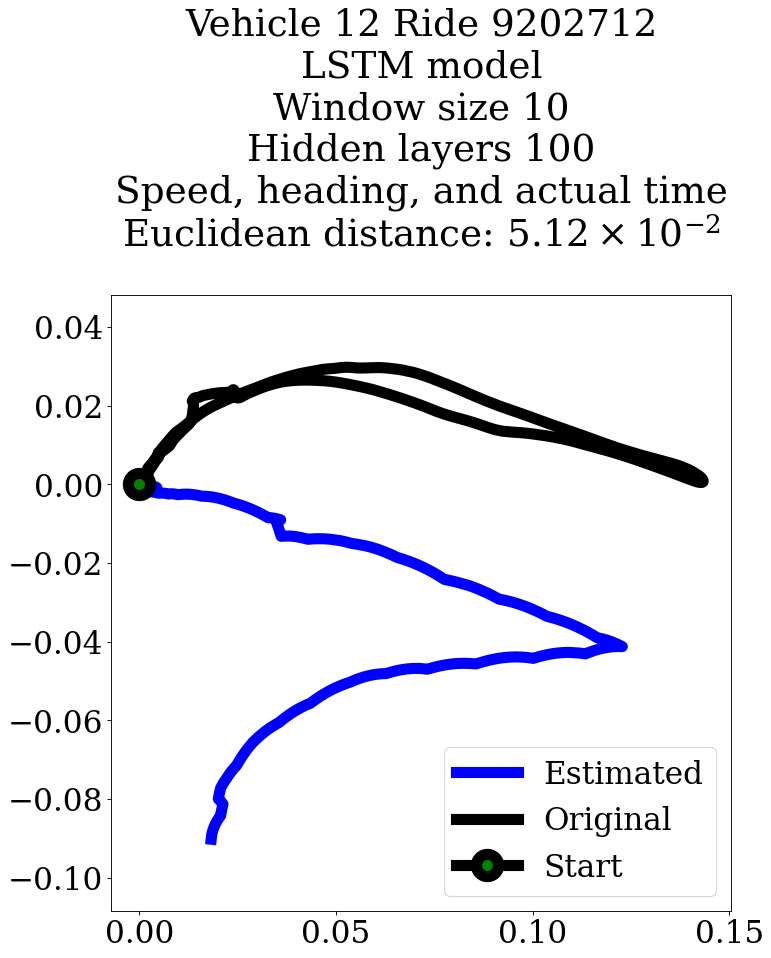 Vehicle 12 Ride 9202712
LSTM model
Window size 10
Hidden layers 100
Speed, heading, and actual time
Euclidean distance: 5.12 × 10⁻²
0.04
0.02
0.00
−0.02
−0.04
−0.06
−0.08
−0.10
Estimated
Original
Start
0.00 0.05 0.10 0.15